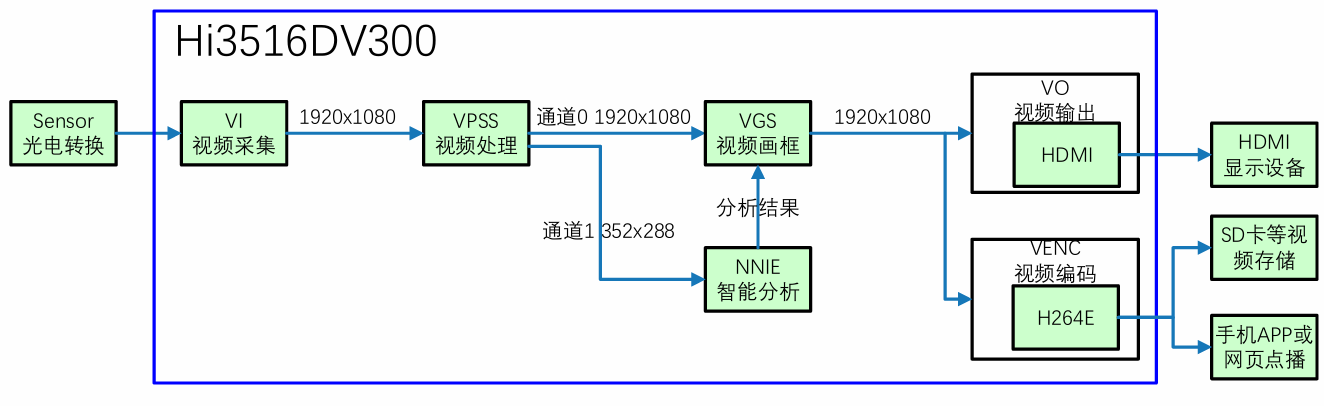 Hi3516DV300
Sensor
光电转换
VI
视频采集
1920x1080
VPSS
视频处理
通道0 1920x1080
通道1 352x288
VGS
视频画框
分析结果
NNIE
智能分析
1920x1080
VO
视频输出
HDMI
VENC
视频编码
H264E
HDMI
显示设备
SD卡等视
频存储
手机APP或
网页点播